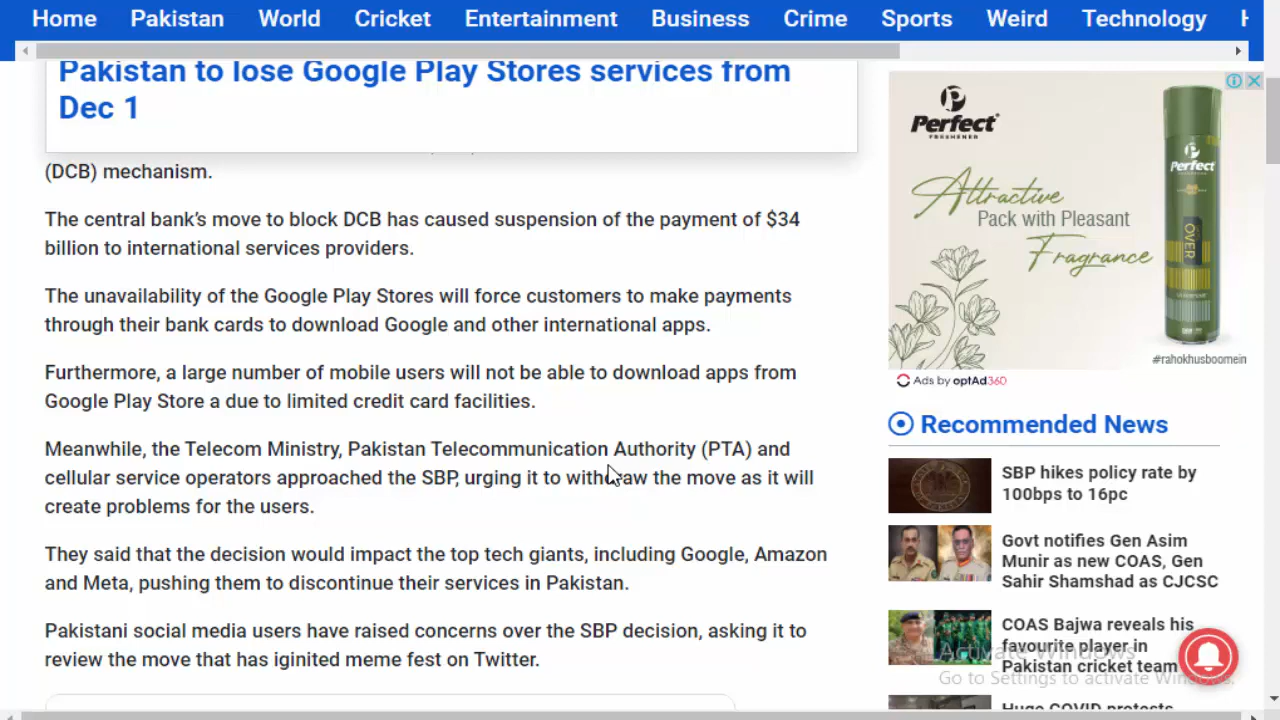 Home Pakistan World Cricket Entertainment Business Crime Sports Weird Technology H
Pakistan to lose Google Play Stores services from
Dec 1
(DCB) mechanism.
The central bank's move to block DCB has caused suspension of the payment of $34
billion to international services providers.
The unavailability of the Google Play Stores will force customers to make payments
through their bank cards to download Google and other international apps.
Furthermore, a large number of mobile users will not be able to download apps from
Google Play Store a due to limited credit card facilities.
Meanwhile, the Telecom Ministry, Pakistan Telecommunication Authority (PTA) and
cellular service operators approached the SBP, urging it to withdraw the move as it will
create problems for the users.
They said that the decision would impact the top tech giants, including Google, Amazon
and Meta, pushing them to discontinue their services in Pakistan.
Pakistani social media users have raised concerns over the SBP decision, asking it to
review the move that has iginited meme fest on Twitter.
Perfect
FRESHENER
Attractive
Pack with Pleasant
Fragrance
Perfect
OVER
#rahokhusboomein
Ads by optAd360
Recommended News
SBP hikes policy rate by
100bps to 16pc
Govt notifies Gen Asim
Munir as new COAS, Gen
Sahir Shamshad as CJCSC
COAS Bajwa reveals his
favourite player in
Pakistan cricket team
Huge COVID protests
Activate Windows
Go to Settings to activate Windows.